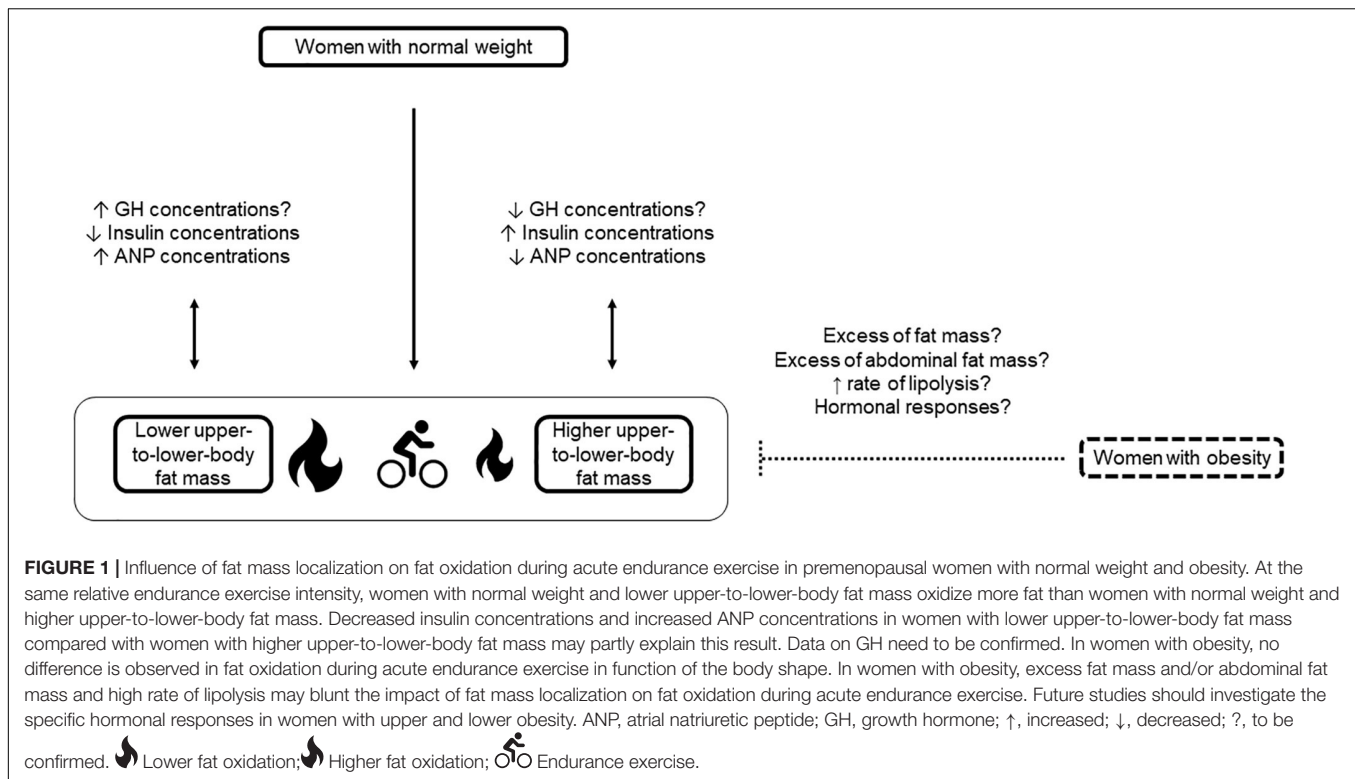 Women with normal weight
↑ GH concentrations?
↓ Insulin concentrations
↑ ANP concentrations
↓ GH concentrations?
↑ Insulin concentrations
↓ ANP concentrations
Excess of fat mass?
Excess of abdominal fat mass?
↑ rate of lipolysis?
Hormonal responses?
Lower upper-
to-lower-body
fat mass
Higher upper-
to-lower-body
fat mass
Women with obesity
FIGURE 1 | Influence of fat mass localization on fat oxidation during acute endurance exercise in premenopausal women with normal weight and obesity. At the
same relative endurance exercise intensity, women with normal weight and lower upper-to-lower-body fat mass oxidize more fat than women with normal weight and
higher upper-to-lower-body fat mass. Decreased insulin concentrations and increased ANP concentrations in women with lower upper-to-lower-body fat mass
compared with women with higher upper-to-lower-body fat mass may partly explain this result. Data on GH need to be confirmed. In women with obesity, no
difference is observed in fat oxidation during acute endurance exercise in function of the body shape. In women with obesity, excess fat mass and/or abdominal fat
mass and high rate of lipolysis may blunt the impact of fat mass localization on fat oxidation during acute endurance exercise. Future studies should investigate the
specific hormonal responses in women with upper and lower obesity. ANP, atrial natriuretic peptide; GH, growth hormone; ↑, increased; ↓, decreased; ?, to be
confirmed. Lower fat oxidation; Higher fat oxidation; Endurance exercise.